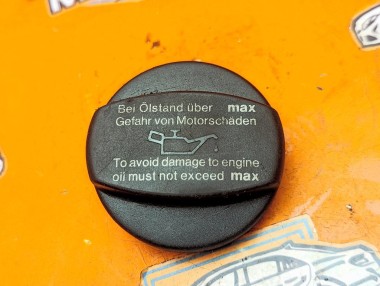 Bei Ölstand über max
Gefahr von Motorschäden
To avoid damage to engine
oil must not exceed max